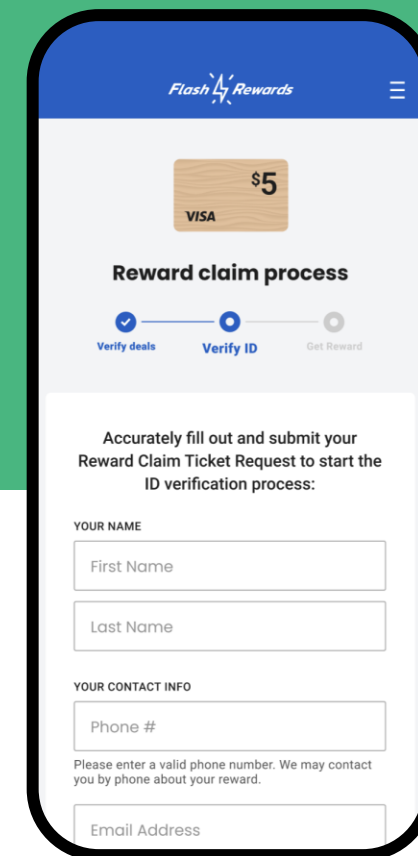 Flash Rewards
$5
VISA
Reward claim process
Verify deals
Verify ID
Get Reward
Accurately fill out and submit your
Reward Claim Ticket Request to start the
ID verification process:
YOUR NAME
First Name
Last Name
YOUR CONTACT INFO
Phone #
Please enter a valid phone number. We may contact
you by phone about your reward.
Email Address